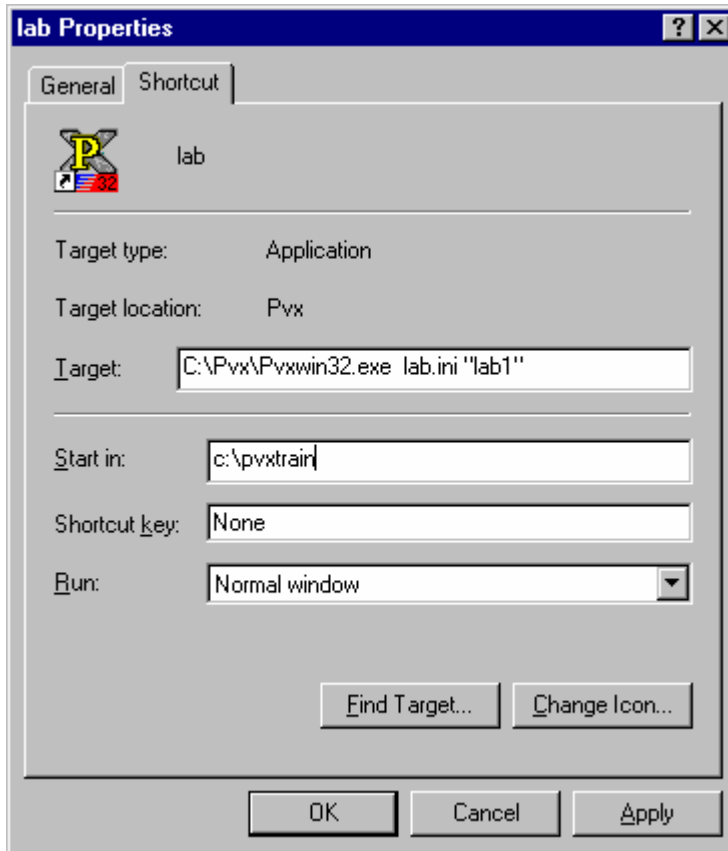 lab Properties
General Shortcut
P
32
lab
Target type: Application
Target location: Pvx
Target: C:\Pvx\Pvxwin32.exe  lab.ini "lab1"
Start in: c:\pvxtrain
Shortcut key: None
Run: Normal window
Find Target... Change Icon...
OK Cancel Apply